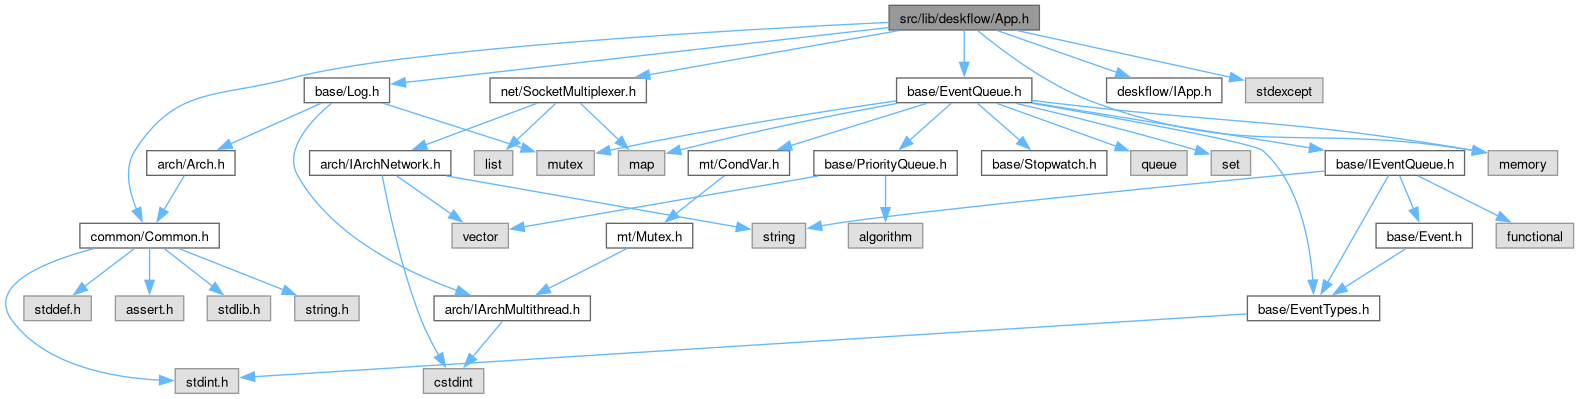 src/lib/deskflow/App.h
base/Log.h
net/SocketMultiplexer.h
base/EventQueue.h
deskflow/IApp.h
stdexcept
arch/Arch.h
arch/IArchNetwork.h
list
mutex
map
mt/CondVar.h
base/PriorityQueue.h
base/Stopwatch.h
queue
set
base/IEventQueue.h
memory
common/Common.h
vector
mt/Mutex.h
string
algorithm
base/Event.h
functional
stddef.h
assert.h
stdlib.h
string.h
arch/IArchMultithread.h
base/EventTypes.h
stdint.h
cstdint